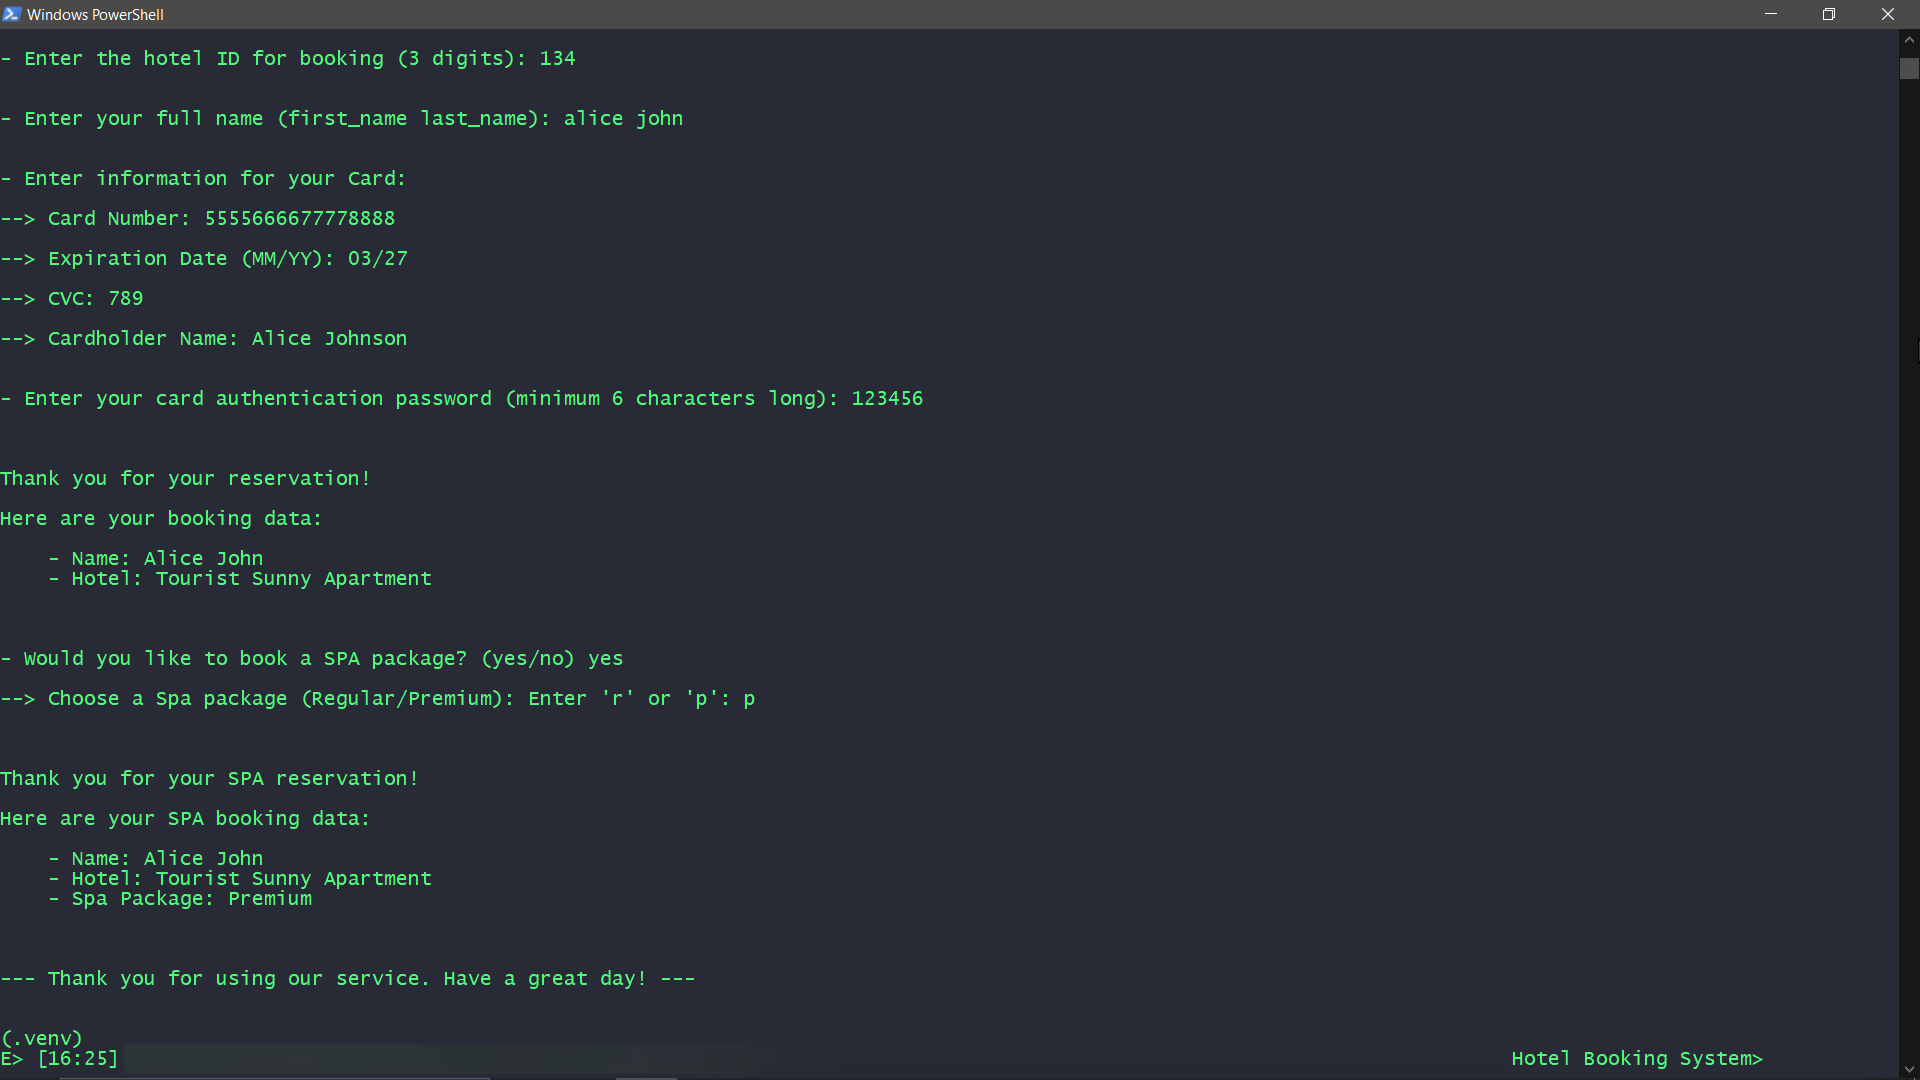 Windows PowerShell
- Enter the hotel ID for booking (3 digits): 134
- Enter your full name (first_name last_name): alice john
- Enter information for your Card:
--> Card Number: 5555666677778888
--> Expiration Date (MM/YY): 03/27
--> CVC: 789
--> Cardholder Name: Alice Johnson
- Enter your card authentication password (minimum 6 characters long): 123456
Thank you for your reservation!
Here are your booking data:
- Name: Alice John
- Hotel: Tourist Sunny Apartment
- Would you like to book a SPA package? (yes/no) yes
--> Choose a Spa package (Regular/Premium): Enter 'r' or 'p': p
Thank you for your SPA reservation!
Here are your SPA booking data:
- Name: Alice John
- Hotel: Tourist Sunny Apartment
- Spa Package: Premium
--- Thank you for using our service. Have a great day! ---
(.venv)
E> [16:25] Hotel Booking System>